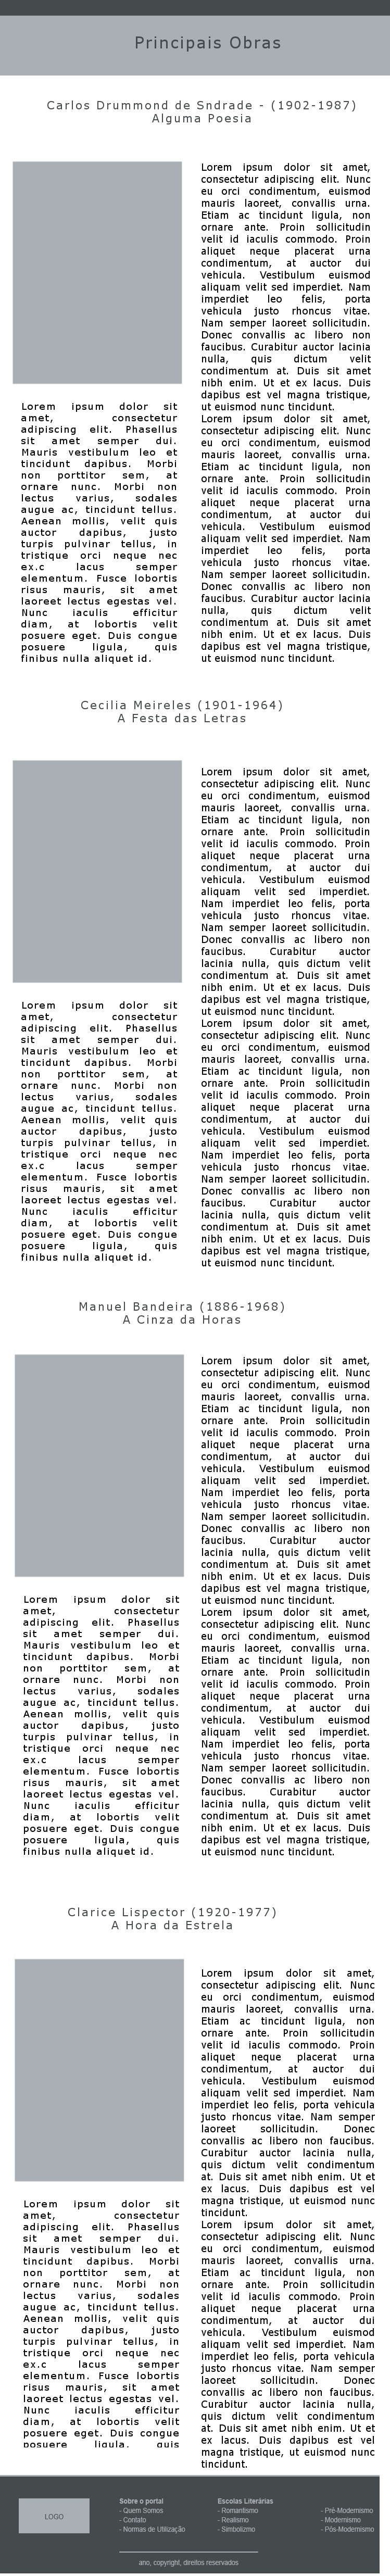 Principais Obras
Carlos Drummond de Sndrade - (1902-1987)
Alguma Poesia
Lorem ipsum dolor sit
amet, consectetur
adipiscing elit. Phasellus
sit amet semper dui.
Mauris vestibulum leo et
tincidunt dapibus. Morbi
non porttitor sem, at
ornare nunc. Morbi non
lectus varius, sodales
augue ac, tincidunt tellus.
Aenean mollis, velit quis
auctor dapibus, justo
turpis pulvinar tellus, in
tristique orci neque nec
ex.c lacus semper
elementum. Fusce lobortis
risus mauris, sit amet
laoreet lectus egestas vel.
Nunc iaculis efficitur
diam, at lobortis velit
posuere eget. Duis congue
posuere ligula, quis
finibus nulla aliquet id.
Lorem ipsum dolor sit amet,
consectetur adipiscing elit. Nunc
eu orci condimentum, euismod
mauris laoreet, convallis urna.
Etiam ac tincidunt ligula, non
ornare ante. Proin sollicitudin
velit id iaculis commodo. Proin
aliquet neque placerat urna
condimentum, at auctor dui
vehicula. Vestibulum euismod
aliquam velit sed imperdiet. Nam
imperdiet leo felis, porta
vehicula justo rhoncus vitae.
Nam semper laoreet sollicitudin.
Donec convallis ac libero non
faucibus. Curabitur auctor lacinia
nulla, quis dictum velit
condimentum at. Duis sit amet
nibh enim. Ut et ex lacus. Duis
dapibus est vel magna tristique,
ut euismod nunc tincidunt.
Lorem ipsum dolor sit amet,
consectetur adipiscing elit. Nunc
eu orci condimentum, euismod
mauris laoreet, convallis urna.
Etiam ac tincidunt ligula, non
ornare ante. Proin sollicitudin
velit id iaculis commodo. Proin
aliquet neque placerat urna
condimentum, at auctor dui
vehicula. Vestibulum euismod
aliquam velit sed imperdiet. Nam
imperdiet leo felis, porta
vehicula justo rhoncus vitae.
Nam semper laoreet sollicitudin.
Donec convallis ac libero non
faucibus. Curabitur auctor lacinia
nulla, quis dictum velit
condimentum at. Duis sit amet
nibh enim. Ut et ex lacus. Duis
dapibus est vel magna tristique,
ut euismod nunc tincidunt.
Cecilia Meireles (1901-1964)
A Festa das Letras
Lorem ipsum dolor sit
amet, consectetur
adipiscing elit. Phasellus
sit amet semper dui.
Mauris vestibulum leo et
tincidunt dapibus. Morbi
non porttitor sem, at
ornare nunc. Morbi non
lectus varius, sodales
augue ac, tincidunt tellus.
Aenean mollis, velit quis
auctor dapibus, justo
turpis pulvinar tellus, in
tristique orci neque nec
ex.c lacus semper
elementum. Fusce lobortis
risus mauris, sit amet
laoreet lectus egestas vel.
Nunc iaculis efficitur
diam, at lobortis velit
posuere eget. Duis congue
posuere ligula, quis
finibus nulla aliquet id.
Lorem ipsum dolor sit amet,
consectetur adipiscing elit. Nunc
eu orci condimentum, euismod
mauris laoreet, convallis urna.
Etiam ac tincidunt ligula, non
ornare ante. Proin sollicitudin
velit id iaculis commodo. Proin
aliquet neque placerat urna
condimentum, at auctor dui
vehicula. Vestibulum euismod
aliquam velit sed imperdiet.
Nam imperdiet leo felis, porta
vehicula justo rhoncus vitae.
Nam semper laoreet sollicitudin.
Donec convallis ac libero non
faucibus. Curabitur auctor
lacinia nulla, quis dictum velit
condimentum at. Duis sit amet
nibh enim. Ut et ex lacus. Duis
dapibus est vel magna tristique,
ut euismod nunc tincidunt.
Lorem ipsum dolor sit amet,
consectetur adipiscing elit. Nunc
eu orci condimentum, euismod
mauris laoreet, convallis urna.
Etiam ac tincidunt ligula, non
ornare ante. Proin sollicitudin
velit id iaculis commodo. Proin
aliquet neque placerat urna
condimentum, at auctor dui
vehicula. Vestibulum euismod
aliquam velit sed imperdiet.
Nam imperdiet leo felis, porta
vehicula justo rhoncus vitae.
Nam semper laoreet sollicitudin.
Donec convallis ac libero non
faucibus. Curabitur auctor
lacinia nulla, quis dictum velit
condimentum at. Duis sit amet
nibh enim. Ut et ex lacus. Duis
dapibus est vel magna tristique,
ut euismod nunc tincidunt.
Manuel Bandeira (1886-1968)
A Cinza da Horas
Lorem ipsum dolor sit
amet, consectetur
adipiscing elit. Phasellus
sit amet semper dui.
Mauris vestibulum leo et
tincidunt dapibus. Morbi
non porttitor sem, at
ornare nunc. Morbi non
lectus varius, sodales
augue ac, tincidunt tellus.
Aenean mollis, velit quis
auctor dapibus, justo
turpis pulvinar tellus, in
tristique orci neque nec
ex.c lacus semper
elementum. Fusce lobortis
risus mauris, sit amet
laoreet lectus egestas vel.
Nunc iaculis efficitur
diam, at lobortis velit
posuere eget. Duis congue
posuere ligula, quis
finibus nulla aliquet id.
Lorem ipsum dolor sit amet,
consectetur adipiscing elit. Nunc
eu orci condimentum, euismod
mauris laoreet, convallis urna.
Etiam ac tincidunt ligula, non
ornare ante. Proin sollicitudin
velit id iaculis commodo. Proin
aliquet neque placerat urna
condimentum, at auctor dui
vehicula. Vestibulum euismod
aliquam velit sed imperdiet.
Nam imperdiet leo felis, porta
vehicula justo rhoncus vitae.
Nam semper laoreet sollicitudin.
Donec convallis ac libero non
faucibus. Curabitur auctor
lacinia nulla, quis dictum velit
condimentum at. Duis sit amet
nibh enim. Ut et ex lacus. Duis
dapibus est vel magna tristique,
ut euismod nunc tincidunt.
Lorem ipsum dolor sit amet,
consectetur adipiscing elit. Nunc
eu orci condimentum, euismod
mauris laoreet, convallis urna.
Etiam ac tincidunt ligula, non
ornare ante. Proin sollicitudin
velit id iaculis commodo. Proin
aliquet neque placerat urna
condimentum, at auctor dui
vehicula. Vestibulum euismod
aliquam velit sed imperdiet.
Nam imperdiet leo felis, porta
vehicula justo rhoncus vitae.
Nam semper laoreet sollicitudin.
Donec convallis ac libero non
faucibus. Curabitur auctor
lacinia nulla, quis dictum velit
condimentum at. Duis sit amet
nibh enim. Ut et ex lacus. Duis
dapibus est vel magna tristique,
ut euismod nunc tincidunt.
Clarice Lispector (1920-1977)
A Hora da Estrela
Lorem ipsum dolor sit
amet, consectetur
adipiscing elit. Phasellus
sit amet semper dui.
Mauris vestibulum leo et
tincidunt dapibus. Morbi
non porttitor sem, at
ornare nunc. Morbi non
lectus varius, sodales
augue ac, tincidunt tellus.
Aenean mollis, velit quis
auctor dapibus, justo
turpis pulvinar tellus, in
tristique orci neque nec
ex.c lacus semper
elementum. Fusce lobortis
risus mauris, sit amet
laoreet lectus egestas vel.
Nunc iaculis efficitur
diam, at lobortis velit
posuere eget. Duis congue
posuere ligula, quis
Lorem ipsum dolor sit amet,
consectetur adipiscing elit. Nunc
eu orci condimentum, euismod
mauris laoreet, convallis urna.
Etiam ac tincidunt ligula, non
ornare ante. Proin sollicitudin
velit id iaculis commodo. Proin
aliquet neque placerat urna
condimentum, at auctor dui
vehicula. Vestibulum euismod
aliquam velit sed imperdiet. Nam
imperdiet leo felis, porta vehicula
justo rhoncus vitae. Nam semper
laoreet sollicitudin. Donec
convallis ac libero non faucibus.
Curabitur auctor lacinia nulla,
quis dictum velit condimentum
at. Duis sit amet nibh enim. Ut et
ex lacus. Duis dapibus est vel
magna tristique, ut euismod nunc
tincidunt.
Lorem ipsum dolor sit amet,
consectetur adipiscing elit. Nunc
eu orci condimentum, euismod
mauris laoreet, convallis urna.
Etiam ac tincidunt ligula, non
ornare ante. Proin sollicitudin
velit id iaculis commodo. Proin
aliquet neque placerat urna
condimentum, at auctor dui
vehicula. Vestibulum euismod
aliquam velit sed imperdiet. Nam
imperdiet leo felis, porta vehicula
justo rhoncus vitae. Nam semper
laoreet sollicitudin. Donec
convallis ac libero non faucibus.
Curabitur auctor lacinia nulla,
quis dictum velit condimentum
at. Duis sit amet nibh enim. Ut et
ex lacus. Duis dapibus est vel
magna tristique, ut euismod nunc
tincidunt.
LOGO
Sobre o portal
- Quem Somos
- Contato
- Normas de Utilização
Escolas Literárias
- Romantismo
- Realismo
- Simbolizmo
- Pré-Modernismo
- Modernismo
- Pós-Modernismo
ano, copyright, direitos reservados